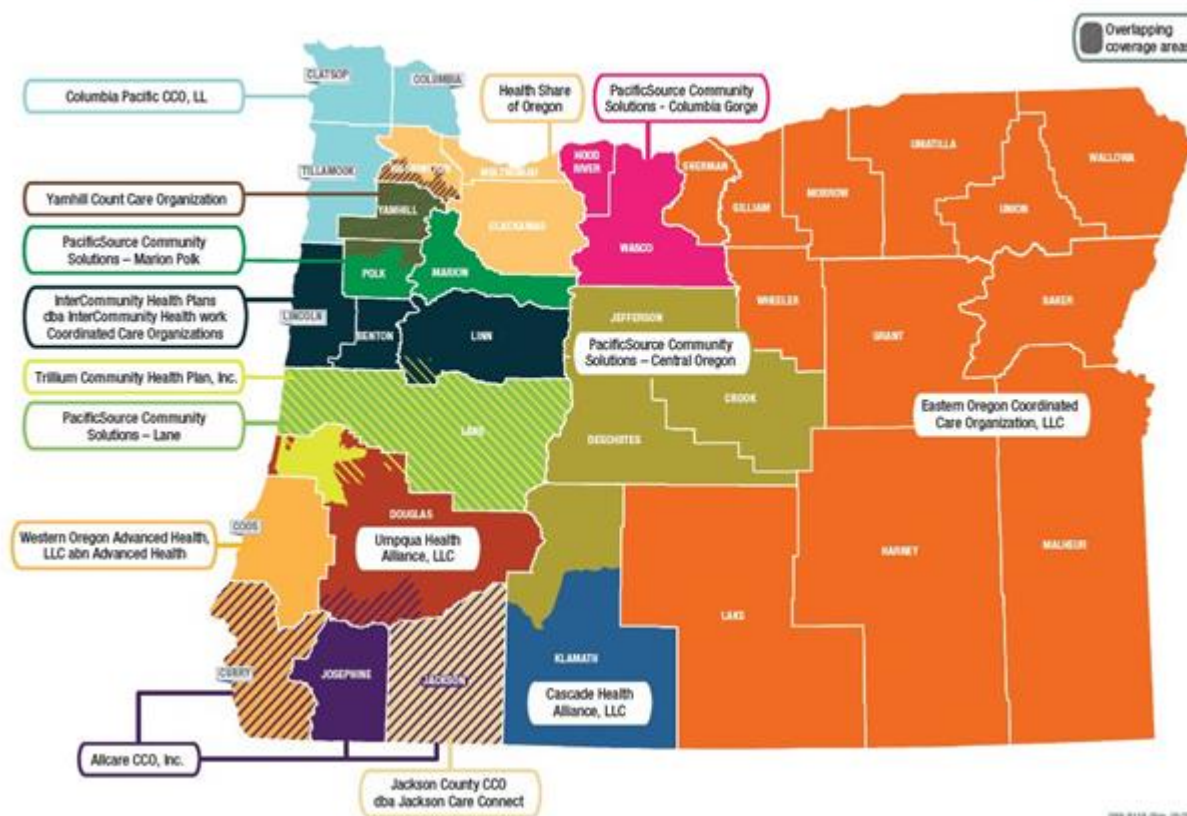 Overlapping
coverage areas
CLATSOP
COLUMBIA
Columbia Pacific CCO, LL
Health Share
of Oregon
PacificSource Community
Solutions - Columbia Gorge
HOOD
RIVER
SHERMAN
UMATILLA
WALLOWA
TILLAMOOK
MORROW
GILLIAM
UNION
Yamhill Count Care Organization
YAMHILL
CLACKAMAS
WASCO
PacificSource Community
Solutions – Marion Polk
POLK
MARION
WHEELER
BAKER
InterCommunity Health Plans
dba InterCommunity Health work
Coordinated Care Organizations
LINCOLN
BENTON
LINN
JEFFERSON
GRANT
PacificSource Community
Solutions – Central Oregon
Trillium Community Health Plan, Inc.
CROOK
Eastern Oregon Coordinated
Care Organization, LLC
PacificSource Community
Solutions – Lane
LANE
DESCHUTES
COOS
DOUGLAS
Western Oregon Advanced Health,
LLC abn Advanced Health
Umpqua Health
Alliance, LLC
HARNEY
MALHEUR
LAKE
KLAMATH
CURRY
JOSEPHINE
JACKSON
Cascade Health
Alliance, LLC
Allcare CCO, Inc.
Jackson County CCO
dba Jackson Care Connect